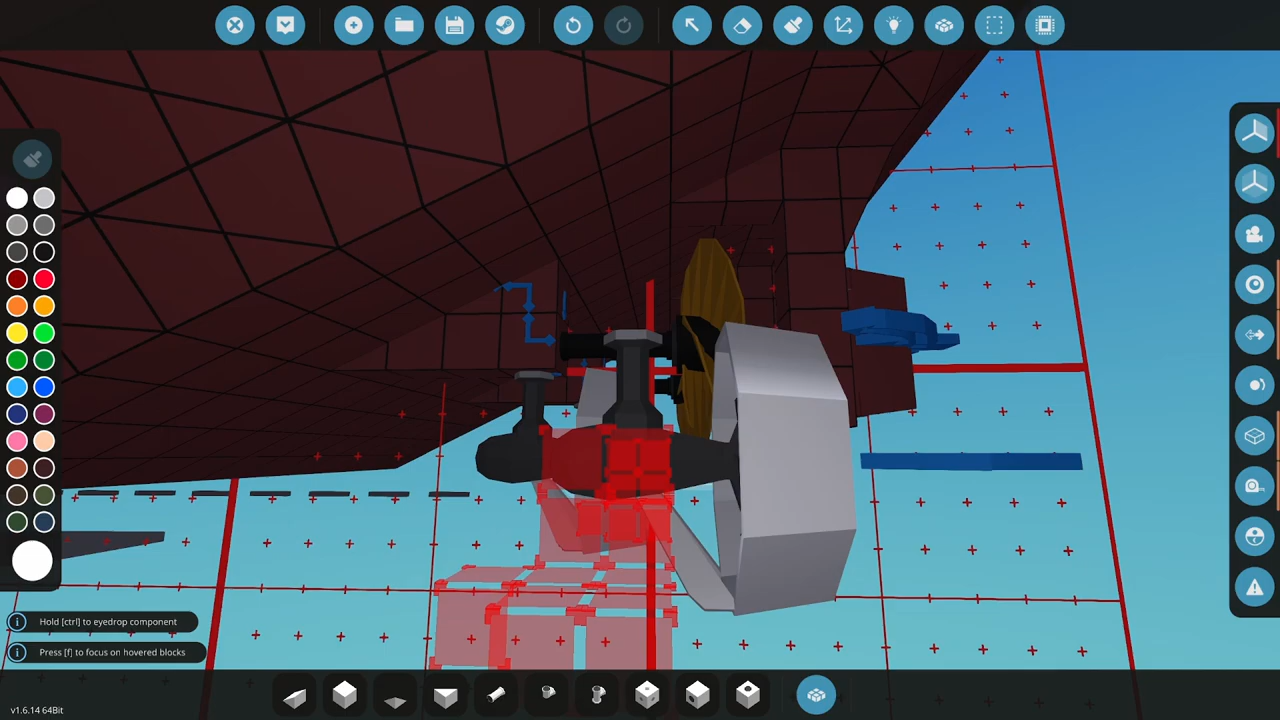 Hold [ctrl] to eyedrop component
Press [f] to focus on hovered blocks
v1.6.14 64Bit